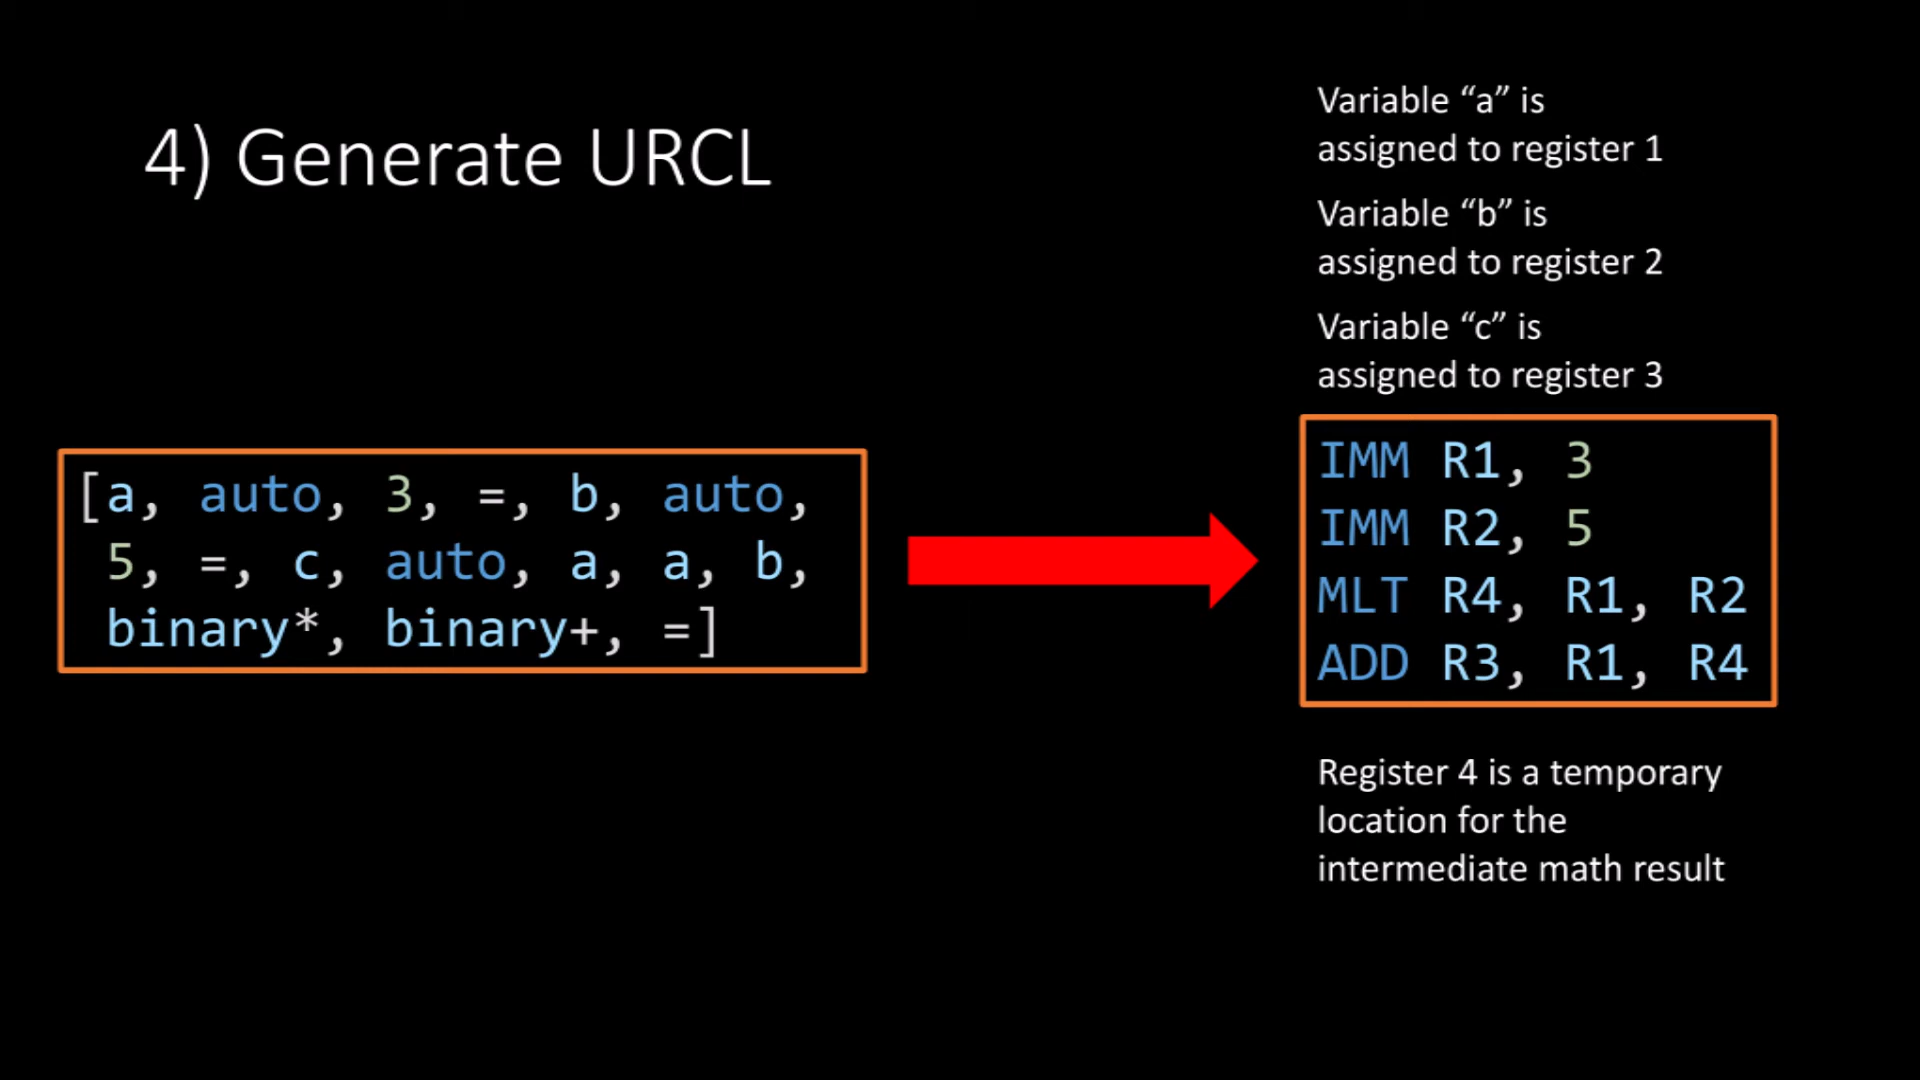 4) Generate URCL
[a, auto, 3, =, b, auto,
5, =, c, auto, a, a, b,
binary*, binary+, =]
Variable “a” is
assigned to register 1
Variable “b” is
assigned to register 2
Variable “c” is
assigned to register 3
IMM R1, 3
IMM R2, 5
MLT R4, R1, R2
ADD R3, R1, R4
Register 4 is a temporary
location for the
intermediate math result